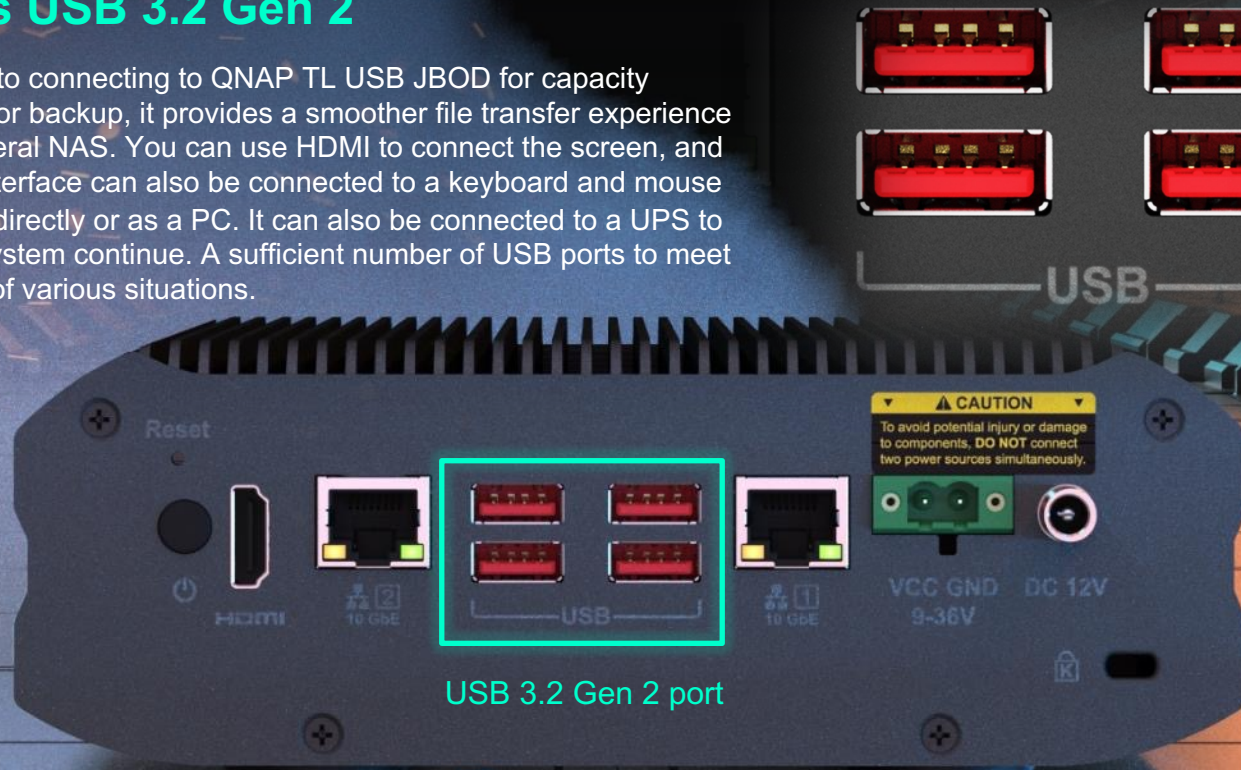 s USB 3.2 Gen 2
to connecting to QNAP TL USB JBOD for capacity
or backup, it provides a smoother file transfer experience
eral NAS. You can use HDMI to connect the screen, and
terface can also be connected to a keyboard and mouse
directly or as a PC. It can also be connected to a UPS to
ystem continue. A sufficient number of USB ports to meet
of various situations.
USB
CAUTION
To avoid potential injury or damage
to components, DO NOT connect
two power sources simultaneously.
Reset
HDMI
2
10 GbE
USB
1
10 GbE
VCC GND
9-36V
DC 12V
K
USB 3.2 Gen 2 port